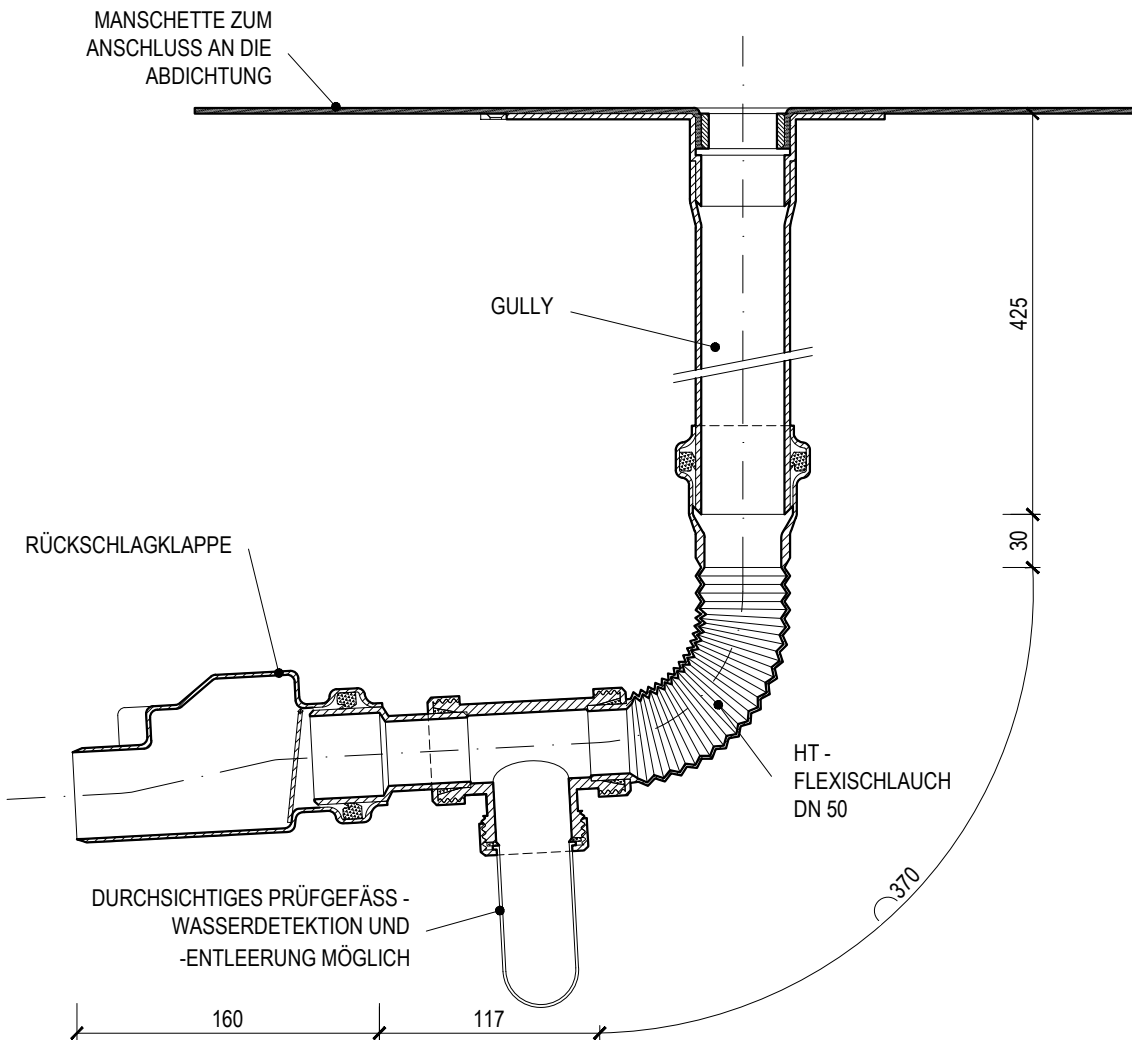 MANSCHETTE ZUM
ANSCHLUSS AN DIE
ABDICHTUNG
GULLY
425
30
RÜCKSCHLAGKLAPPE
HT -
FLEXISCHLAUCH
DN 50
370
DURCHSICHTIGES PRÜFGEFÄSS -
WASSERDETEKTION UND
-ENTLEERUNG MÖGLICH
160
117